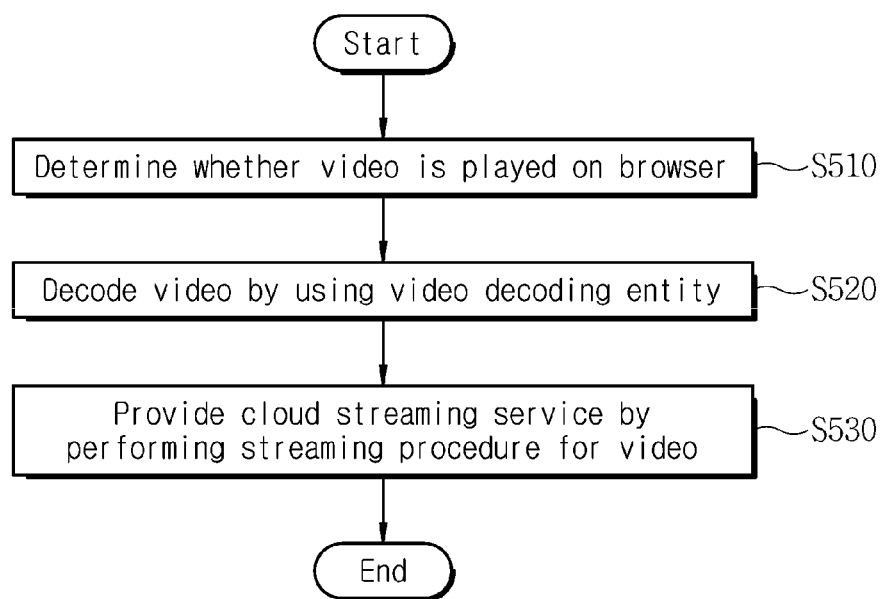 Start
Determine whether video is played on browser
S510
Decode video by using video decoding entity
S520
Provide cloud streaming service by
performing streaming procedure for video
S530
End